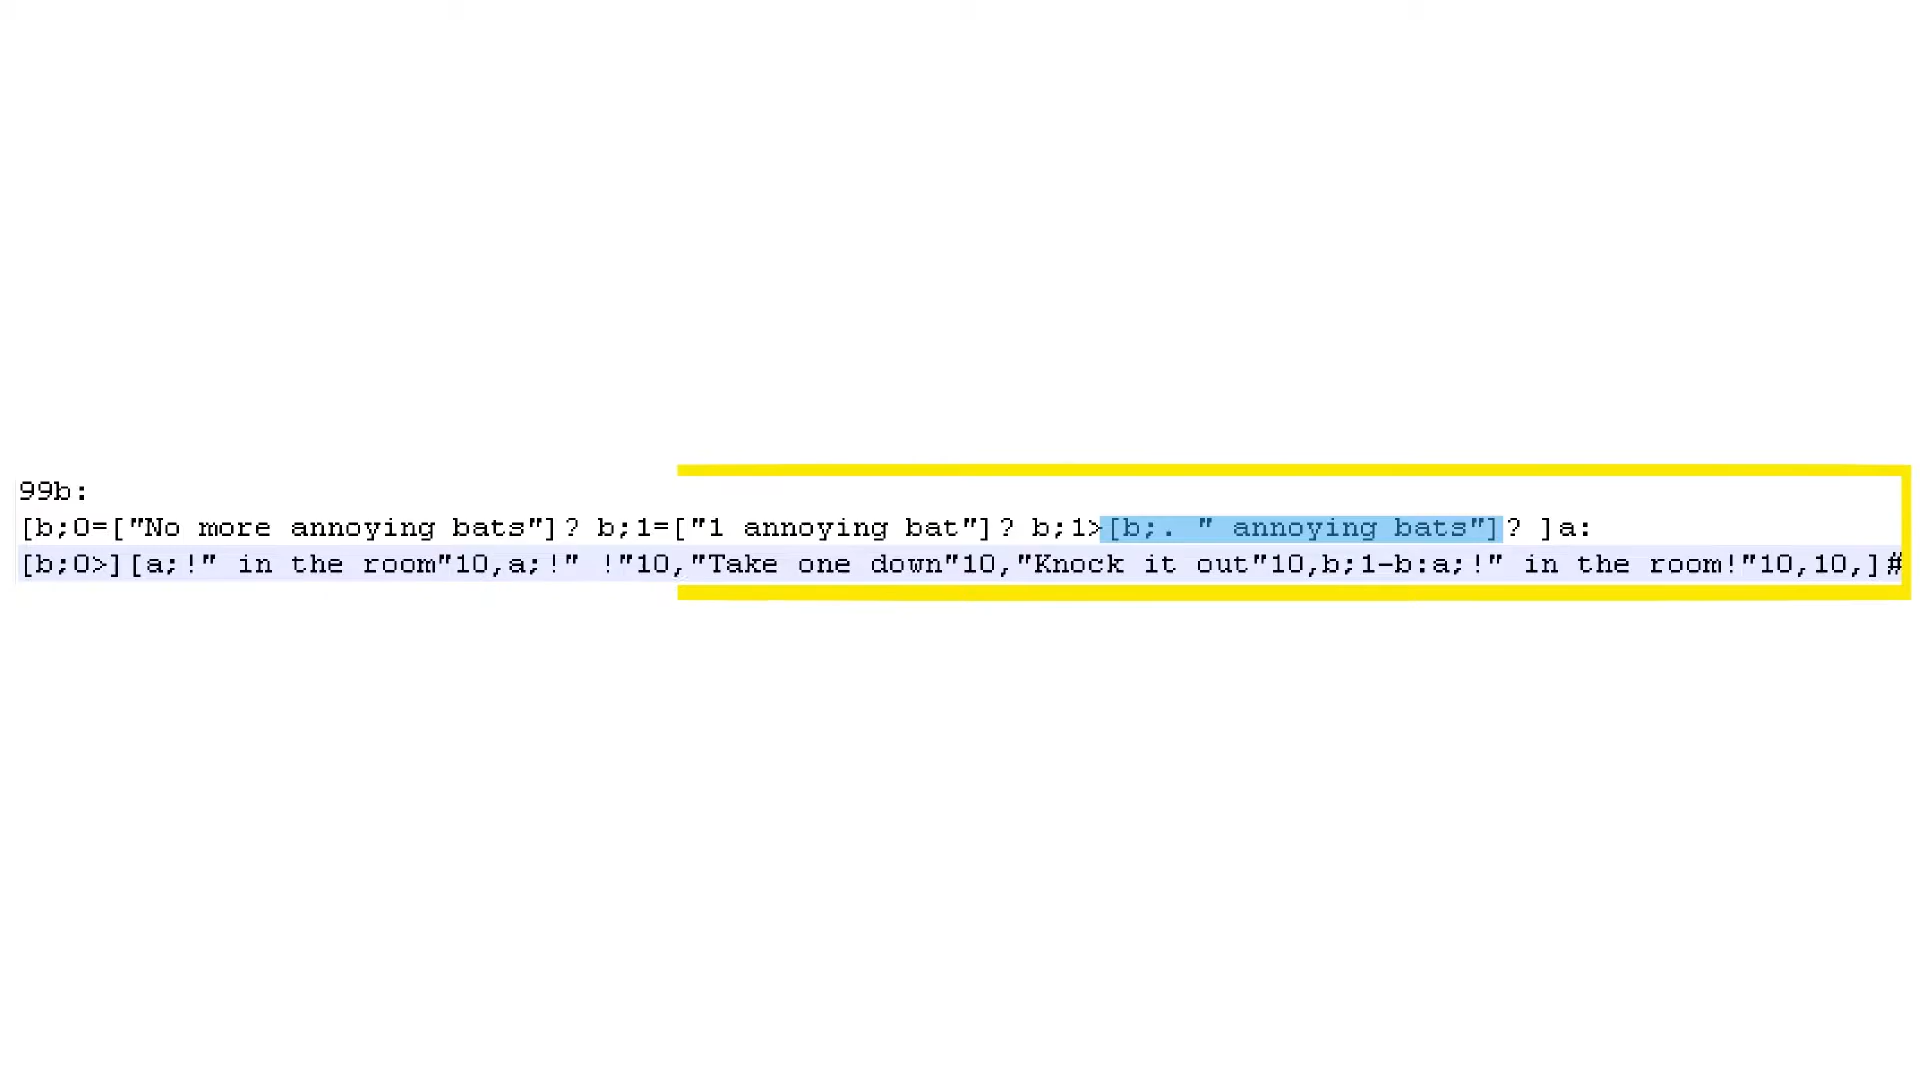 99b:
[b;0=["No more annoying bats"]? b;1=["1 annoying bat"]? b;1>[b;. " annoying bats"]? ]a:
[b;0>][a;!" in the room"10,a;!" !"10,"Take one down"10,"Knock it out"10,b;1-b:a;!" in the room!"10,10,]#